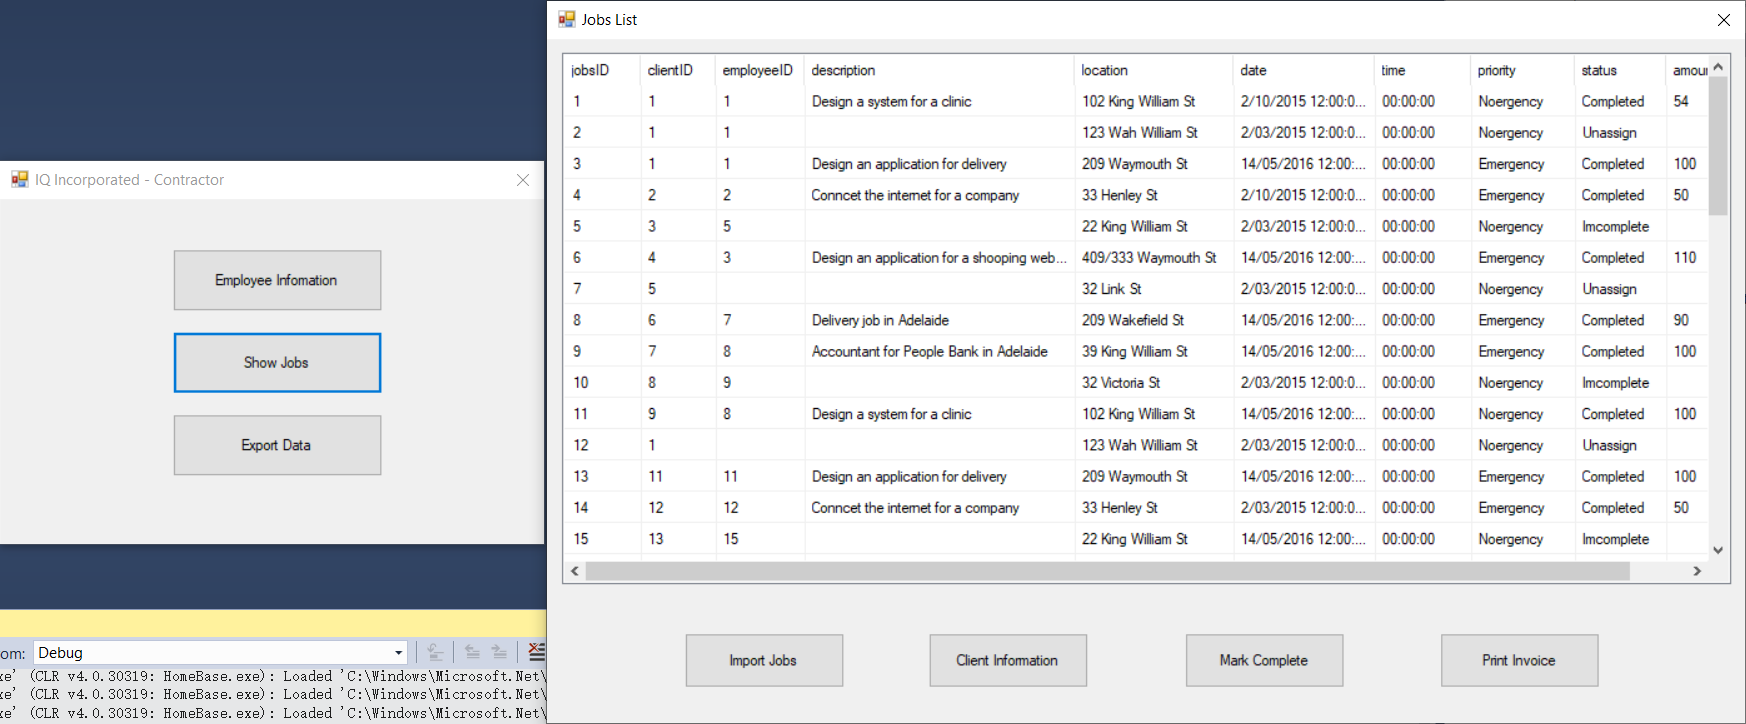 IQ Incorporated - Contractor
Employee Infomation
Show Jobs
Export Data
om: Debug
xe' (CLR v4.0.30319: HomeBase.exe): Loaded 'C:\Windows\Microsoft.Net\
xe' (CLR v4.0.30319: HomeBase.exe): Loaded 'C:\Windows\Microsoft.Net\
xe' (CLR v4.0.30319: HomeBase.exe): Loaded 'C:\Windows\Microsoft.Net\
Jobs List
jobsID clientID employeeID description location date time priority status amour
1 1 1 Design a system for a clinic 102 King William St 2/10/2015 12:00:0... 00:00:00 Noergency Completed 54
2 1 1 123 Wah William St 2/03/2015 12:00:0... 00:00:00 Noergency Unassign
3 1 1 Design an application for delivery 209 Waymouth St 14/05/2016 12:00:... 00:00:00 Emergency Completed 100
4 2 2 Conncet the internet for a company 33 Henley St 2/10/2015 12:00:0... 00:00:00 Emergency Completed 50
5 3 5 22 King William St 2/03/2015 12:00:0... 00:00:00 Noergency Imcomplete
6 4 3 Design an application for a shooping web... 409/333 Waymouth St 14/05/2016 12:00:... 00:00:00 Emergency Completed 110
7 5 32 Link St 2/03/2015 12:00:0... 00:00:00 Noergency Unassign
8 6 7 Delivery job in Adelaide 209 Wakefield St 14/05/2016 12:00:... 00:00:00 Emergency Completed 90
9 7 8 Accountant for People Bank in Adelaide 39 King William St 14/05/2016 12:00:... 00:00:00 Emergency Completed 100
10 8 9 32 Victoria St 2/03/2015 12:00:0... 00:00:00 Noergency Imcomplete
11 9 8 Design a system for a clinic 102 King William St 14/05/2016 12:00:... 00:00:00 Noergency Completed 100
12 1 123 Wah William St 2/03/2015 12:00:0... 00:00:00 Noergency Unassign
13 11 11 Design an application for delivery 209 Waymouth St 14/05/2016 12:00:... 00:00:00 Emergency Completed 100
14 12 12 Conncet the internet for a company 33 Henley St 2/03/2015 12:00:0... 00:00:00 Emergency Completed 50
15 13 15 22 King William St 14/05/2016 12:00:... 00:00:00 Noergency Imcomplete
Import Jobs
Client Information
Mark Complete
Print Invoice